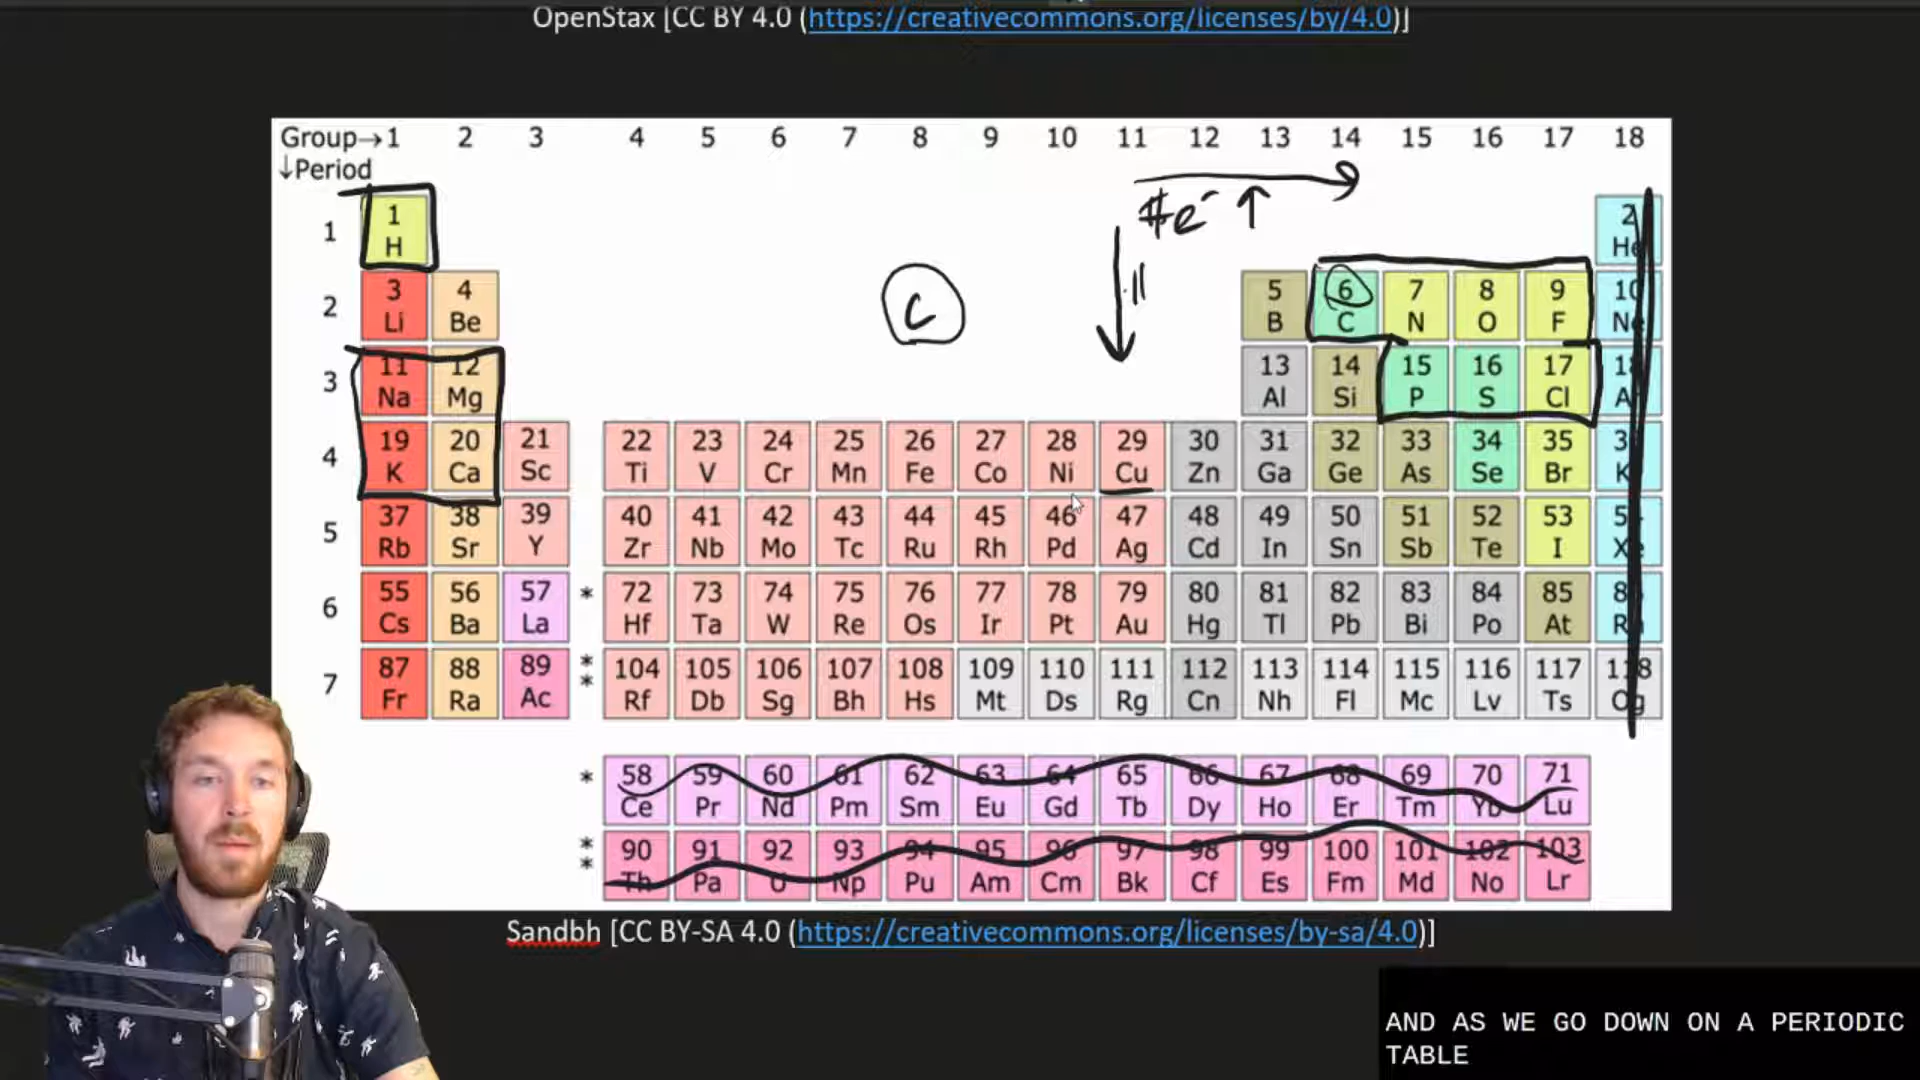 OpenStax [CC BY 4.0 (https://creativecommons.org/licenses/by/4.0)]
Group→ 1 2 3 4 5 6 7 8 9 10 11 12 13 14 15 16 17 18
↓Period
#e⁻ ↑
1 1 2
H He
C
2 3 4 5 6 7 8 9 10
Li Be B C N O F Ne
3 11 12 13 14 15 16 17 18
Na Mg Al Si P S Cl A
4 19 20 21 22 23 24 25 26 27 28 29 30 31 32 33 34 35 3
K Ca Sc Ti V Cr Mn Fe Co Ni Cu Zn Ga Ge As Se Br K
5 37 38 39 40 41 42 43 44 45 46 47 48 49 50 51 52 53 54
Rb Sr Y Zr Nb Mo Tc Ru Rh Pd Ag Cd In Sn Sb Te I Xe
6 55 56 57 * 72 73 74 75 76 77 78 79 80 81 82 83 84 85 86
Cs Ba La Hf Ta W Re Os Ir Pt Au Hg Tl Pb Bi Po At Rn
7 87 88 89 ** 104 105 106 107 108 109 110 111 112 113 114 115 116 117 118
Fr Ra Ac Rf Db Sg Bh Hs Mt Ds Rg Cn Nh Fl Mc Lv Ts Og
* 58 59 60 61 62 63 64 65 66 67 68 69 70 71
Ce Pr Nd Pm Sm Eu Gd Tb Dy Ho Er Tm Yb Lu
** 90 91 92 93 94 95 96 97 98 99 100 101 102 103
Th Pa U Np Pu Am Cm Bk Cf Es Fm Md No Lr
Sandbh [CC BY-SA 4.0 (https://creativecommons.org/licenses/by-sa/4.0)]
AND AS WE GO DOWN ON A PERIODIC
TABLE